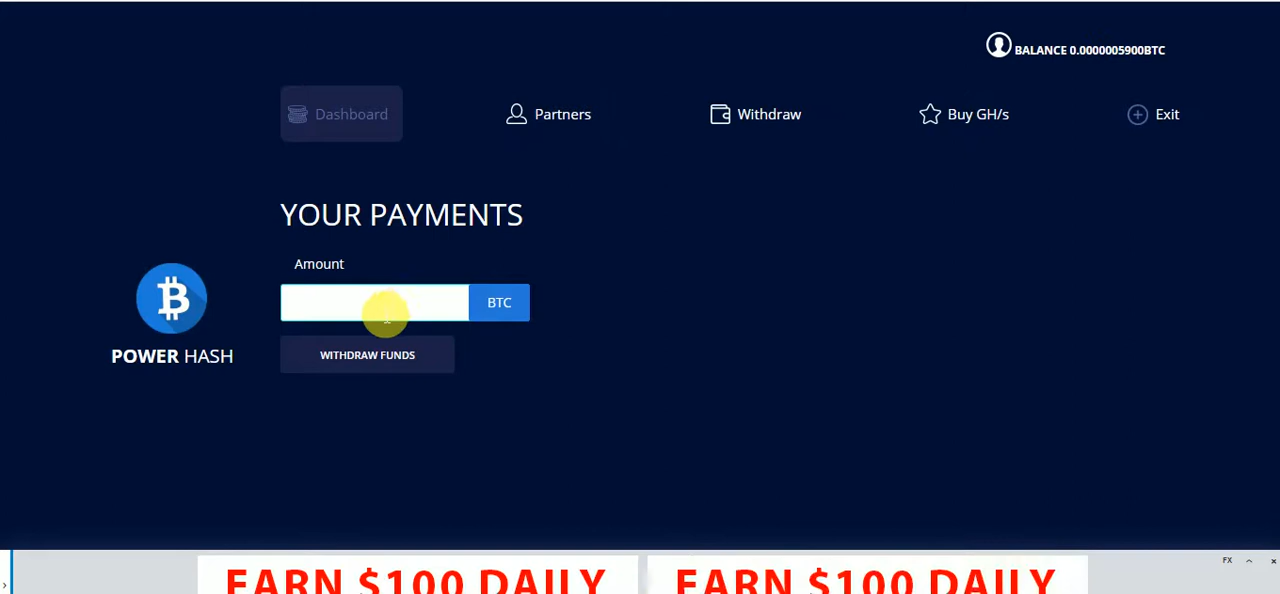 BALANCE 0.0000005900BTC
Dashboard
Partners
Withdraw
Buy GH/s
Exit
YOUR PAYMENTS
Amount
BTC
WITHDRAW FUNDS
POWER HASH
FX
EARN $100 DAILY
EARN $100 DAILY